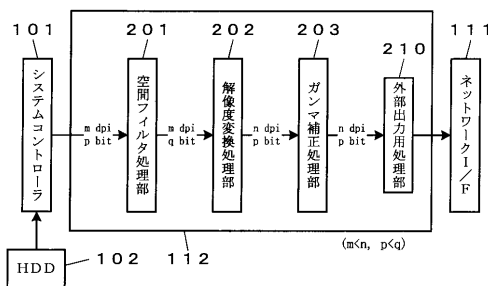 101
201
202
203
210
111
システムコントローラ
m dpi
p bit
空間フィルタ処理部
m dpi
q bit
解像度変換処理部
n dpi
p bit
ガンマ補正処理部
n dpi
p bit
外部出力用処理部
ネットワークI/F
HDD
102
112
(m<n, p<q)